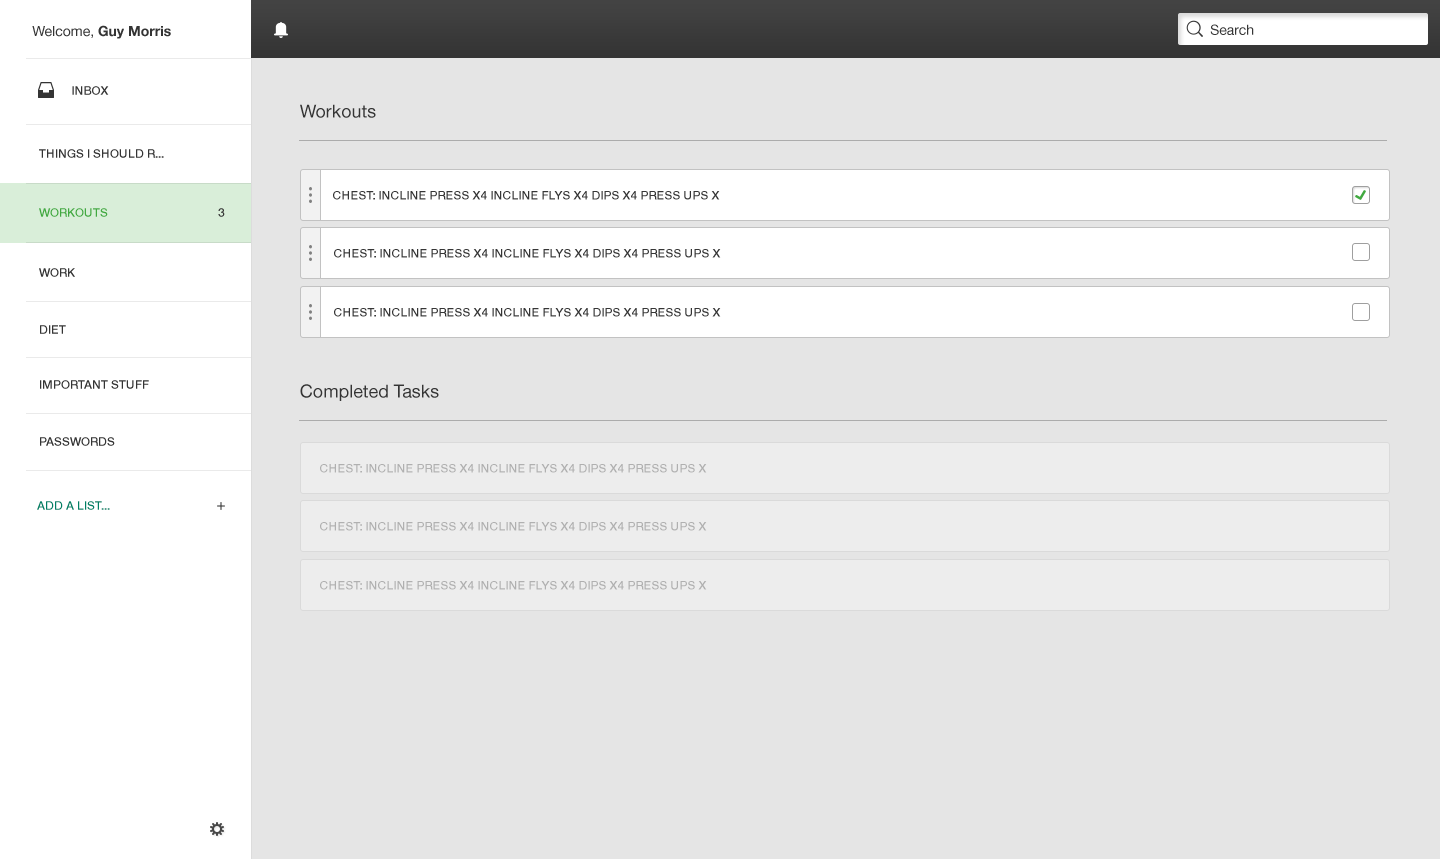 Welcome, Guy Morris
Search
INBOX
THINGS I SHOULD R...
WORKOUTS 3
WORK
DIET
IMPORTANT STUFF
PASSWORDS
ADD A LIST... +
Workouts
CHEST: INCLINE PRESS X4 INCLINE FLYS X4 DIPS X4 PRESS UPS X
CHEST: INCLINE PRESS X4 INCLINE FLYS X4 DIPS X4 PRESS UPS X
CHEST: INCLINE PRESS X4 INCLINE FLYS X4 DIPS X4 PRESS UPS X
Completed Tasks
CHEST: INCLINE PRESS X4 INCLINE FLYS X4 DIPS X4 PRESS UPS X
CHEST: INCLINE PRESS X4 INCLINE FLYS X4 DIPS X4 PRESS UPS X
CHEST: INCLINE PRESS X4 INCLINE FLYS X4 DIPS X4 PRESS UPS X